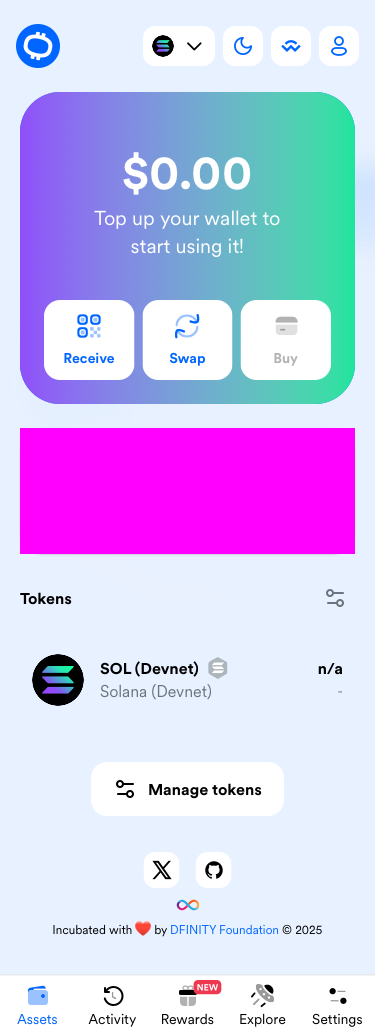 $0.00
Top up your wallet to
start using it!
Receive
Swap
Buy
Tokens
SOL (Devnet)
n/a
Solana (Devnet)
-
Manage tokens
Incubated with ❤️ by DFINITY Foundation © 2025
NEW
Assets
Activity
Rewards
Explore
Settings